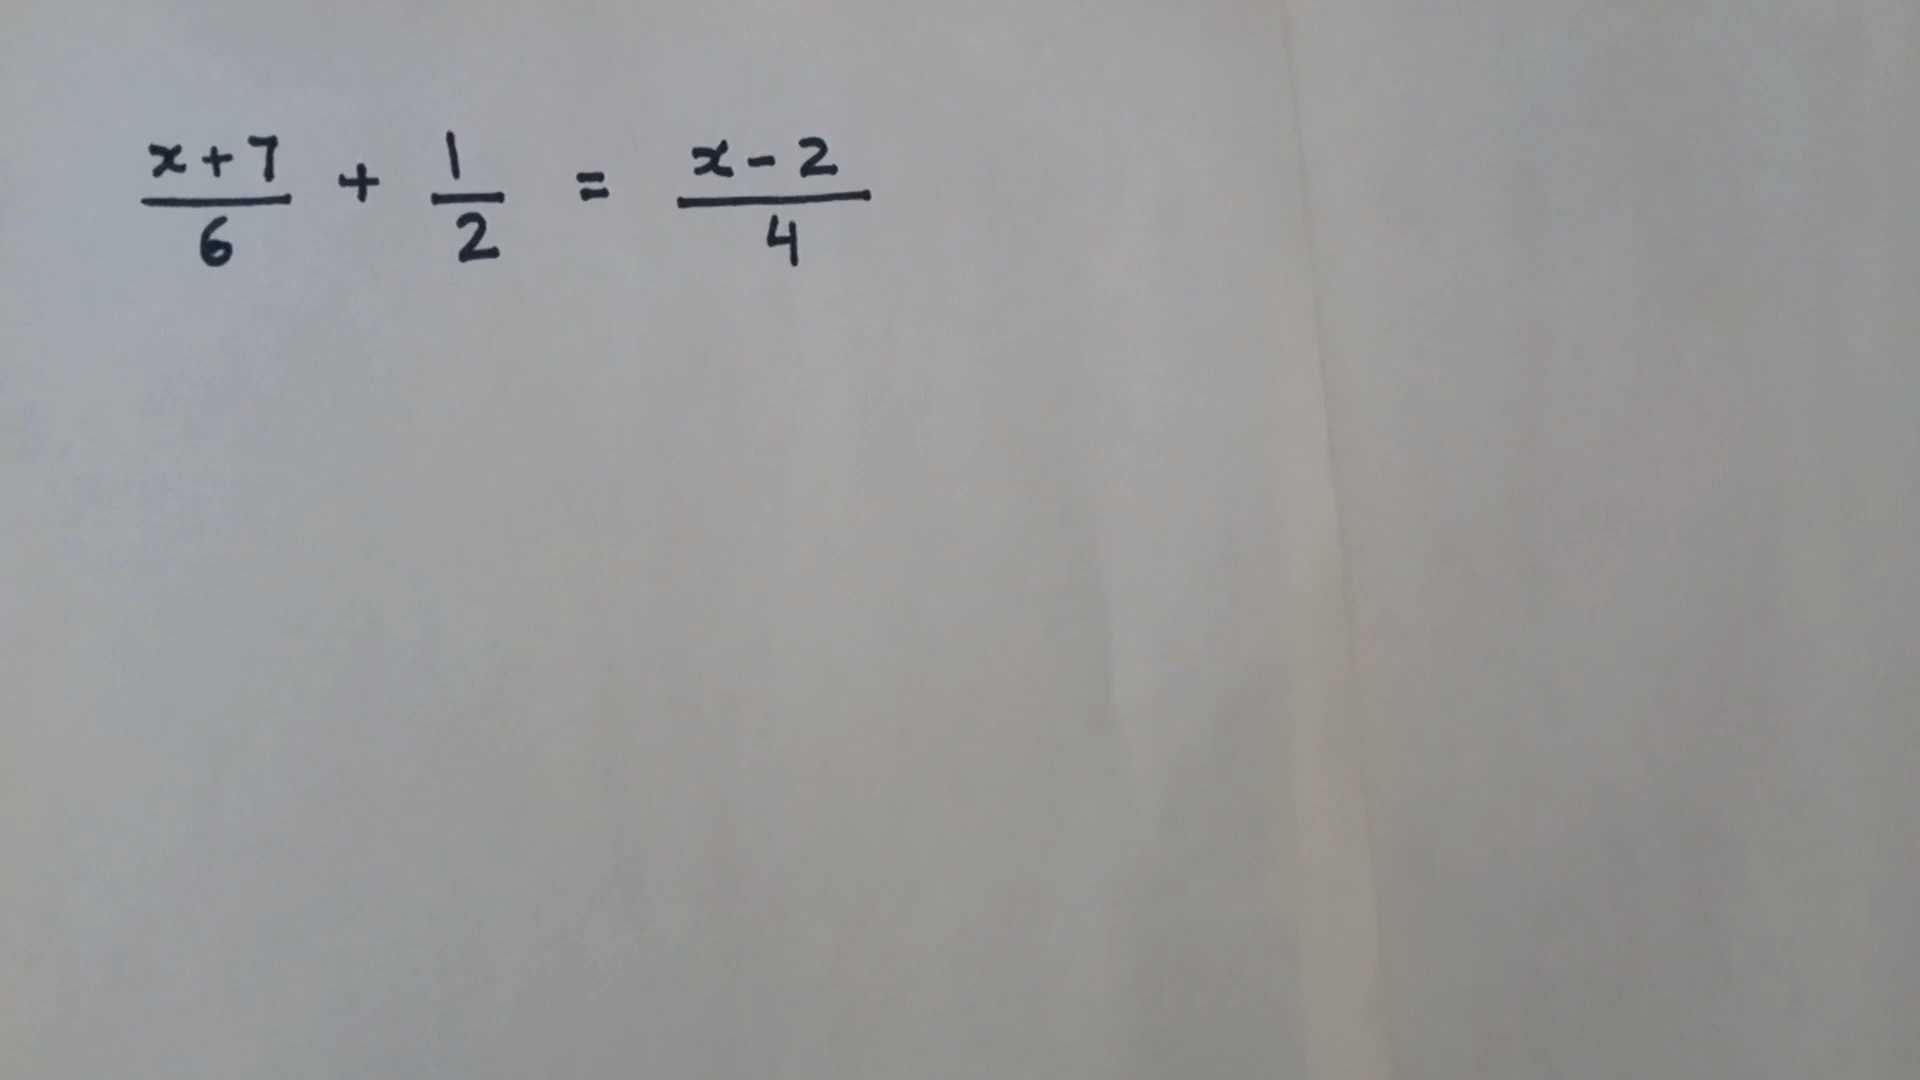 x+7/6 + 1/2 = x-2/4